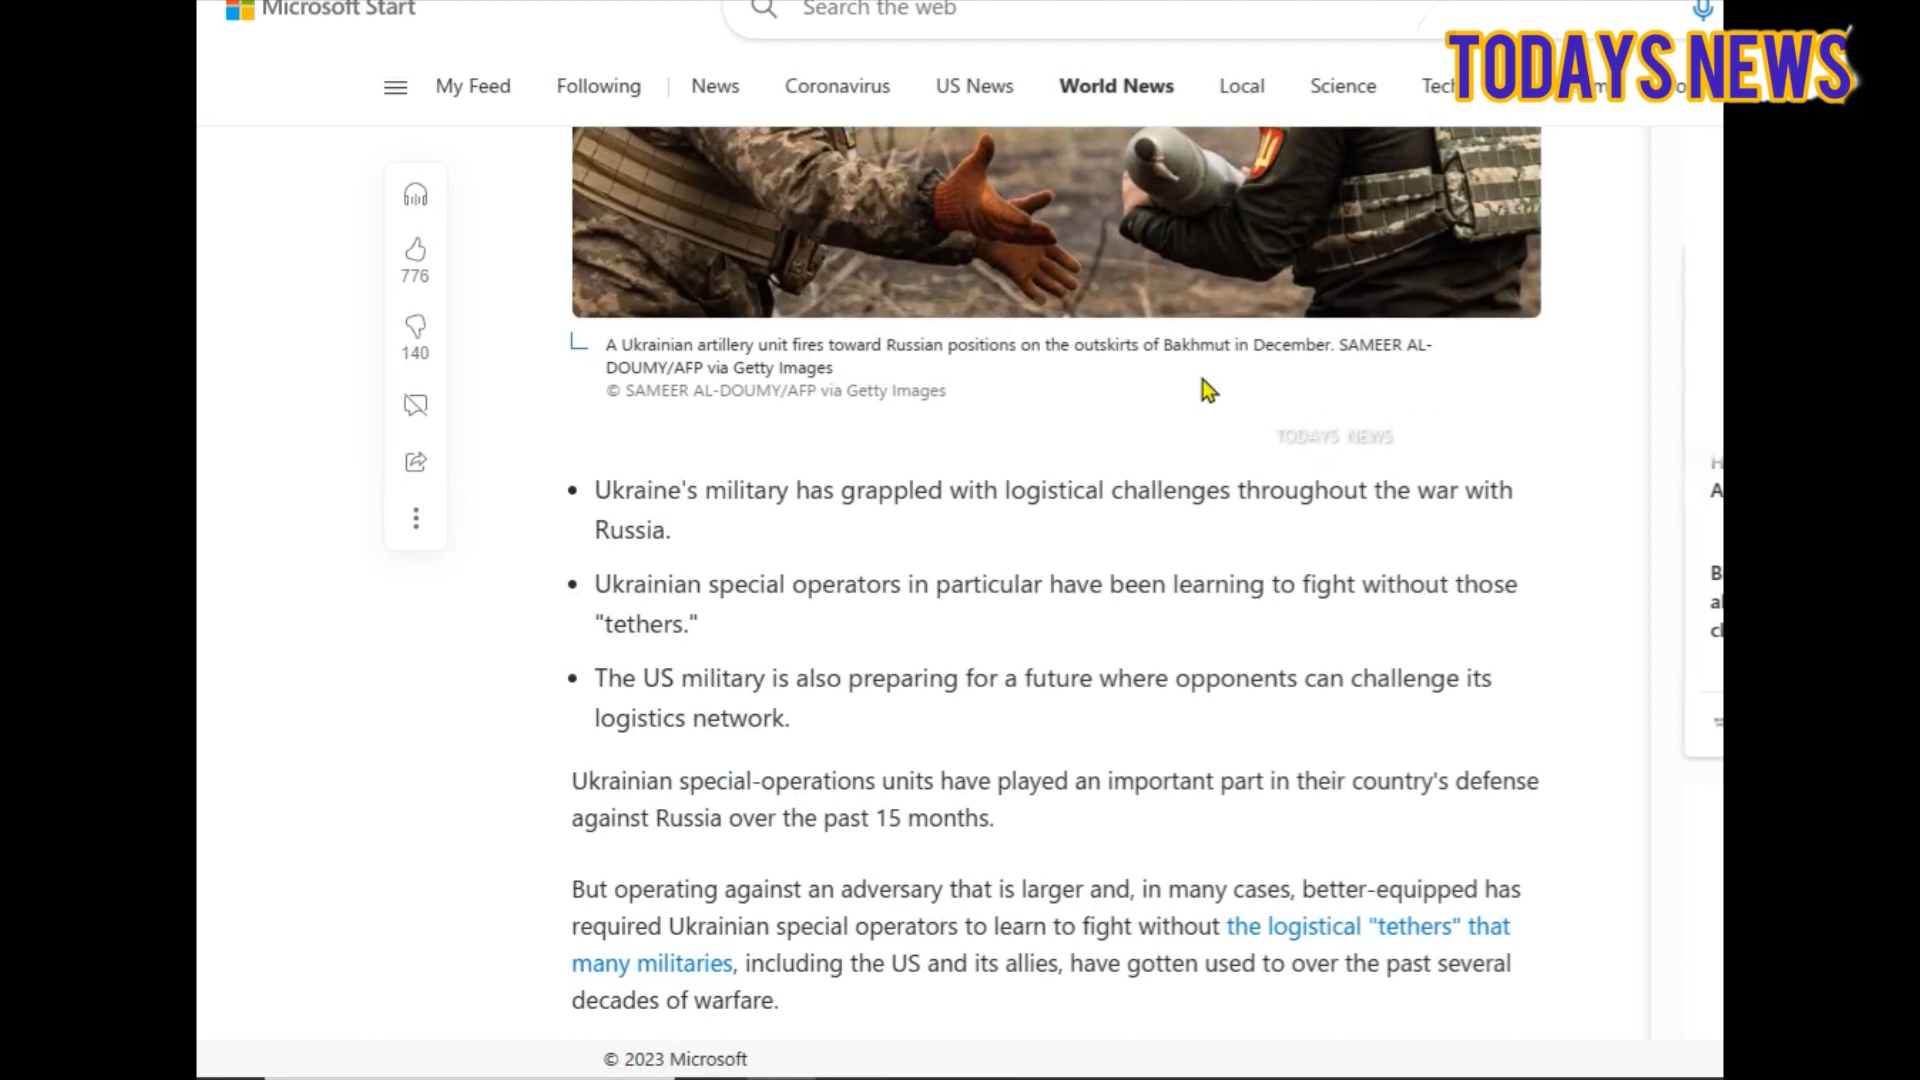 Microsoft Start
Search the web
TODAYS NEWS
My Feed
Following
News
Coronavirus
US News
World News
Local
Science
776
140
A Ukrainian artillery unit fires toward Russian positions on the outskirts of Bakhmut in December. SAMEER AL-
DOUMY/AFP via Getty Images
© SAMEER AL-DOUMY/AFP via Getty Images
TODAYS NEWS
• Ukraine's military has grappled with logistical challenges throughout the war with
Russia.
• Ukrainian special operators in particular have been learning to fight without those
"tethers."
• The US military is also preparing for a future where opponents can challenge its
logistics network.
Ukrainian special-operations units have played an important part in their country's defense
against Russia over the past 15 months.
But operating against an adversary that is larger and, in many cases, better-equipped has
required Ukrainian special operators to learn to fight without the logistical "tethers" that
many militaries, including the US and its allies, have gotten used to over the past several
decades of warfare.
© 2023 Microsoft